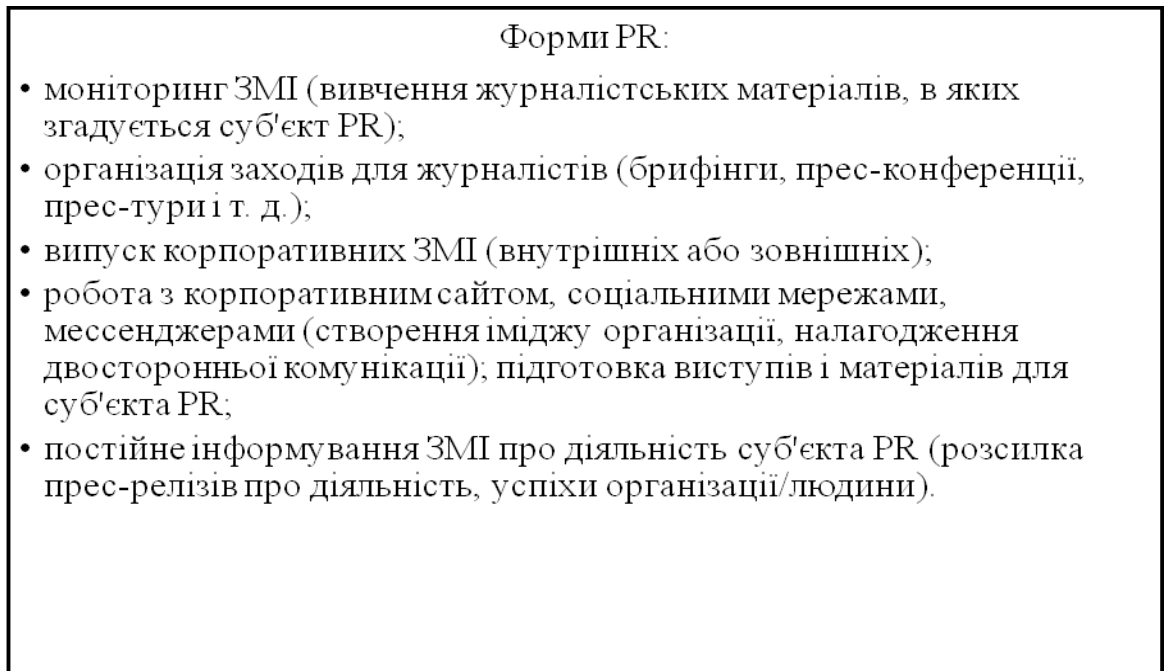 Форми PR:
• моніторинг ЗМІ (вивчення журналістських матеріалів, в яких
згадується суб'єкт PR);
• організація заходів для журналістів (брифінги, прес-конференції,
прес-тури і т. д.);
• випуск корпоративних ЗМІ (внутрішніх або зовнішніх);
• робота з корпоративним сайтом, соціальними мережами,
мессенджерами (створення іміджу організації, налагодження
двосторонньої комунікації); підготовка виступів і матеріалів для
суб'єкта PR;
• постійне інформування ЗМІ про діяльність суб'єкта PR (розсилка
прес-релізів про діяльність, успіхи організації/людини).